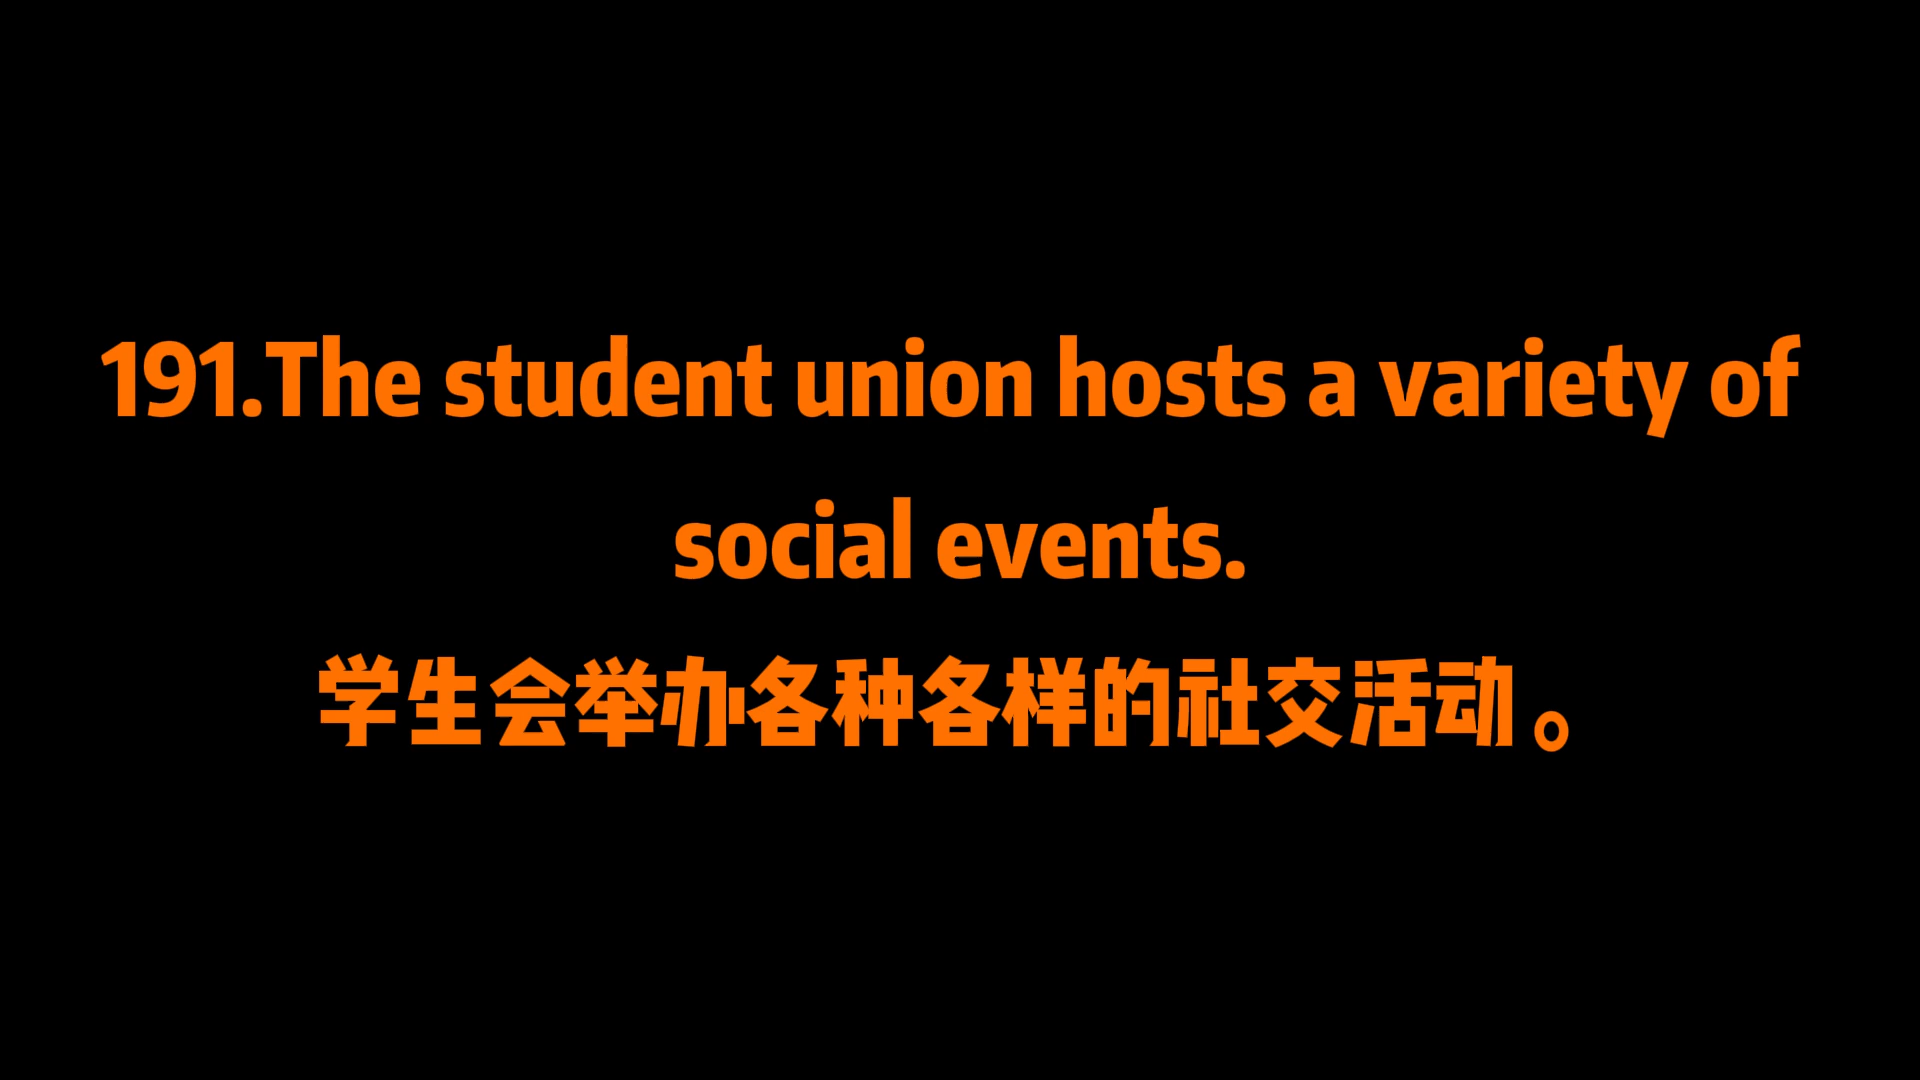 191.The student union hosts a variety of
social events.
学生会举办各种各样的社交活动。